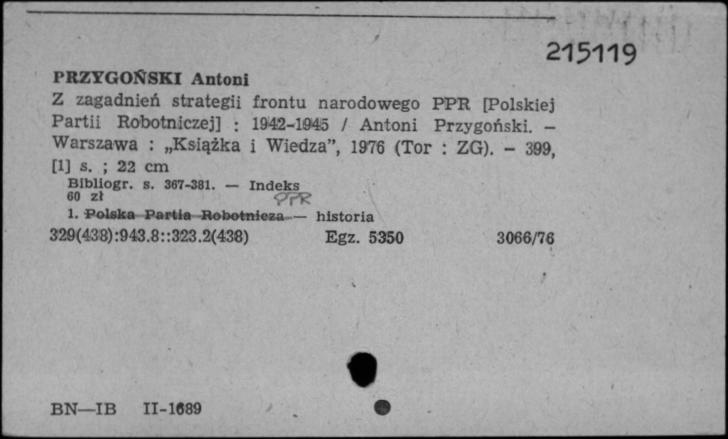 215119
PRZYGOŃSKI Antoni
Z zagadnień strategii frontu narodowego PPR [Polskiej
Partii Robotniczej] : 1942-1945 / Antoni Przygoński. –
Warszawa : „Książka i Wiedza”, 1976 (Tor : ZG). – 399,
[1] s. ; 22 cm
Bibliogr. s. 367-381. — Indeks
60 zł
PPR
1. Polska Partia Robotnicza — historia
329(438):943.8::323.2(438) Egz. 5350 3066/76
BN—IB II-1689